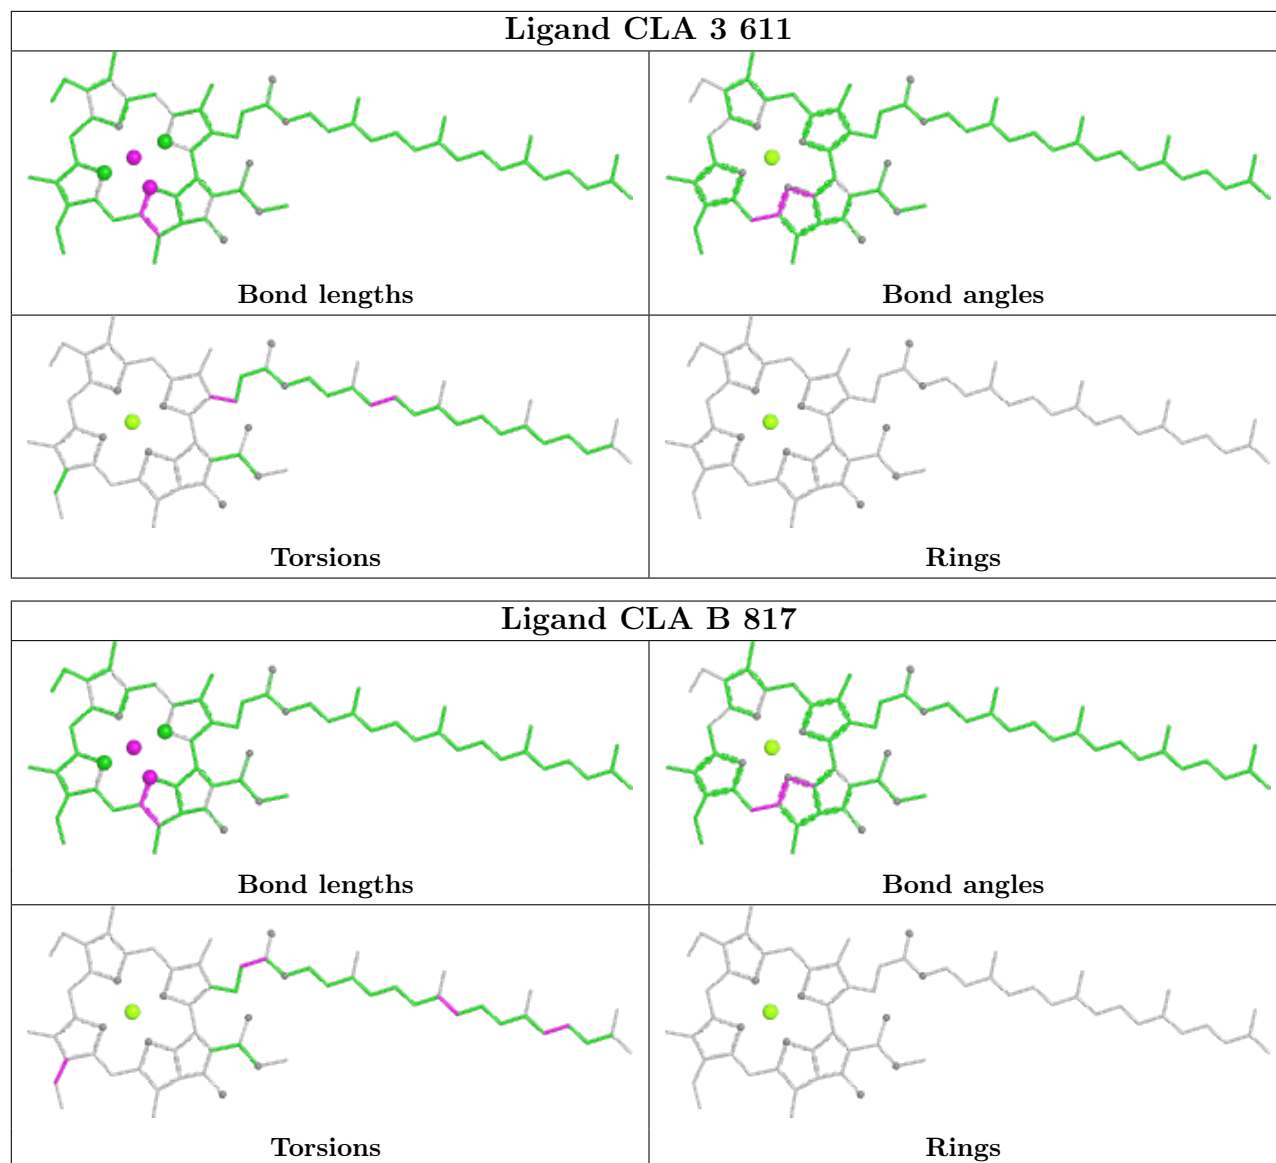 Ligand CLA 3 611
Bond lengths
Bond angles
Torsions
Rings
Ligand CLA B 817
Bond lengths
Bond angles
Torsions
Rings